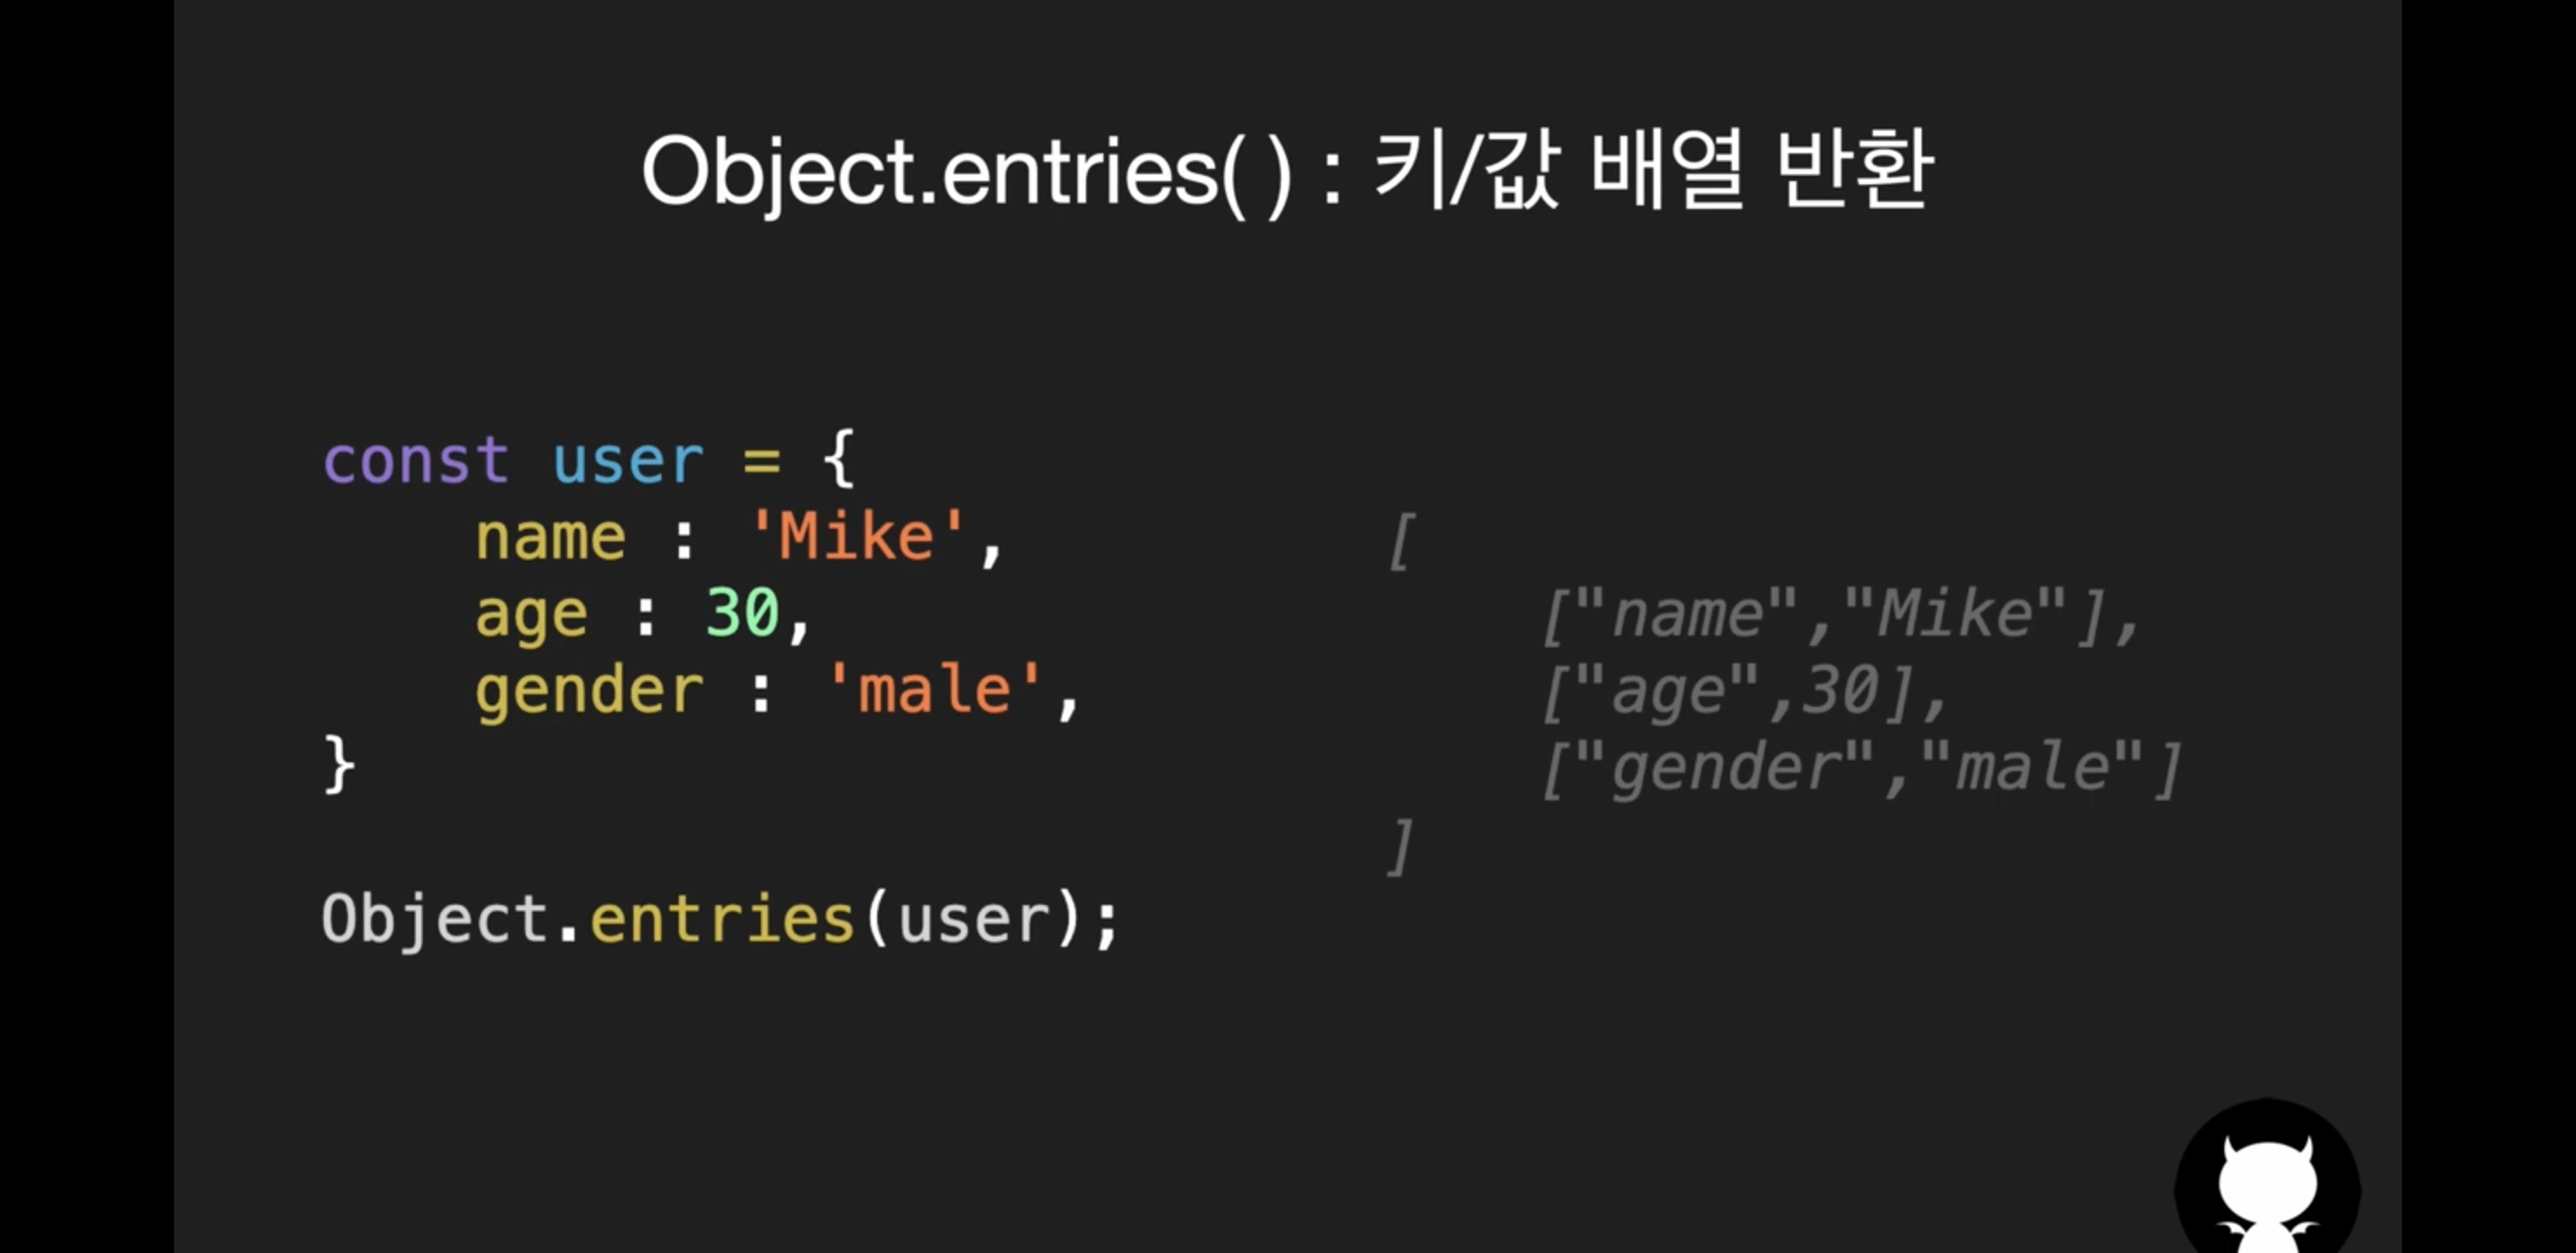 Object.entries( ) : 키/값 배열 반환
const user = {
name : 'Mike',
age : 30,
gender : 'male',
}
Object.entries(user);
[
["name","Mike"],
["age",30],
["gender","male"]
]